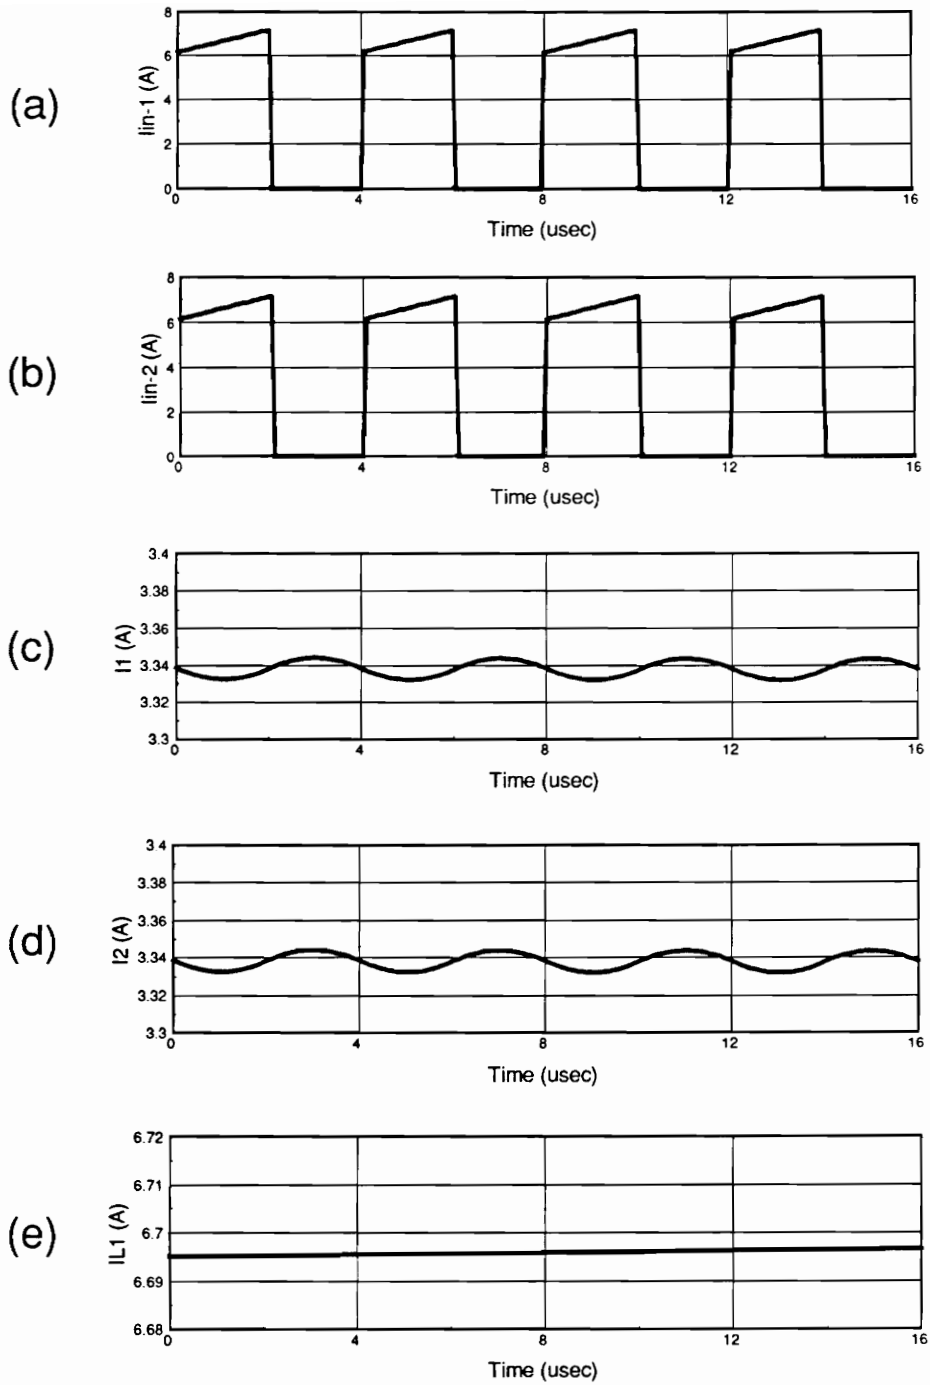 (a)
Iin-1 (A)
8
6
4
2
0
0 4 8 12 16
Time (usec)
(b)
Iin-2 (A)
8
6
4
2
0
0 4 8 12 16
Time (usec)
(c)
I1 (A)
3.4
3.38
3.36
3.34
3.32
3.3
0 4 8 12 16
Time (usec)
(d)
I2 (A)
3 4
3.38
3.36
3.34
3.32
3.3
0 4 8 12 16
Time (usec)
(e)
IL1 (A)
6.72
6.71
6.7
6.69
6.68
0 4 8 12 16
Time (usec)